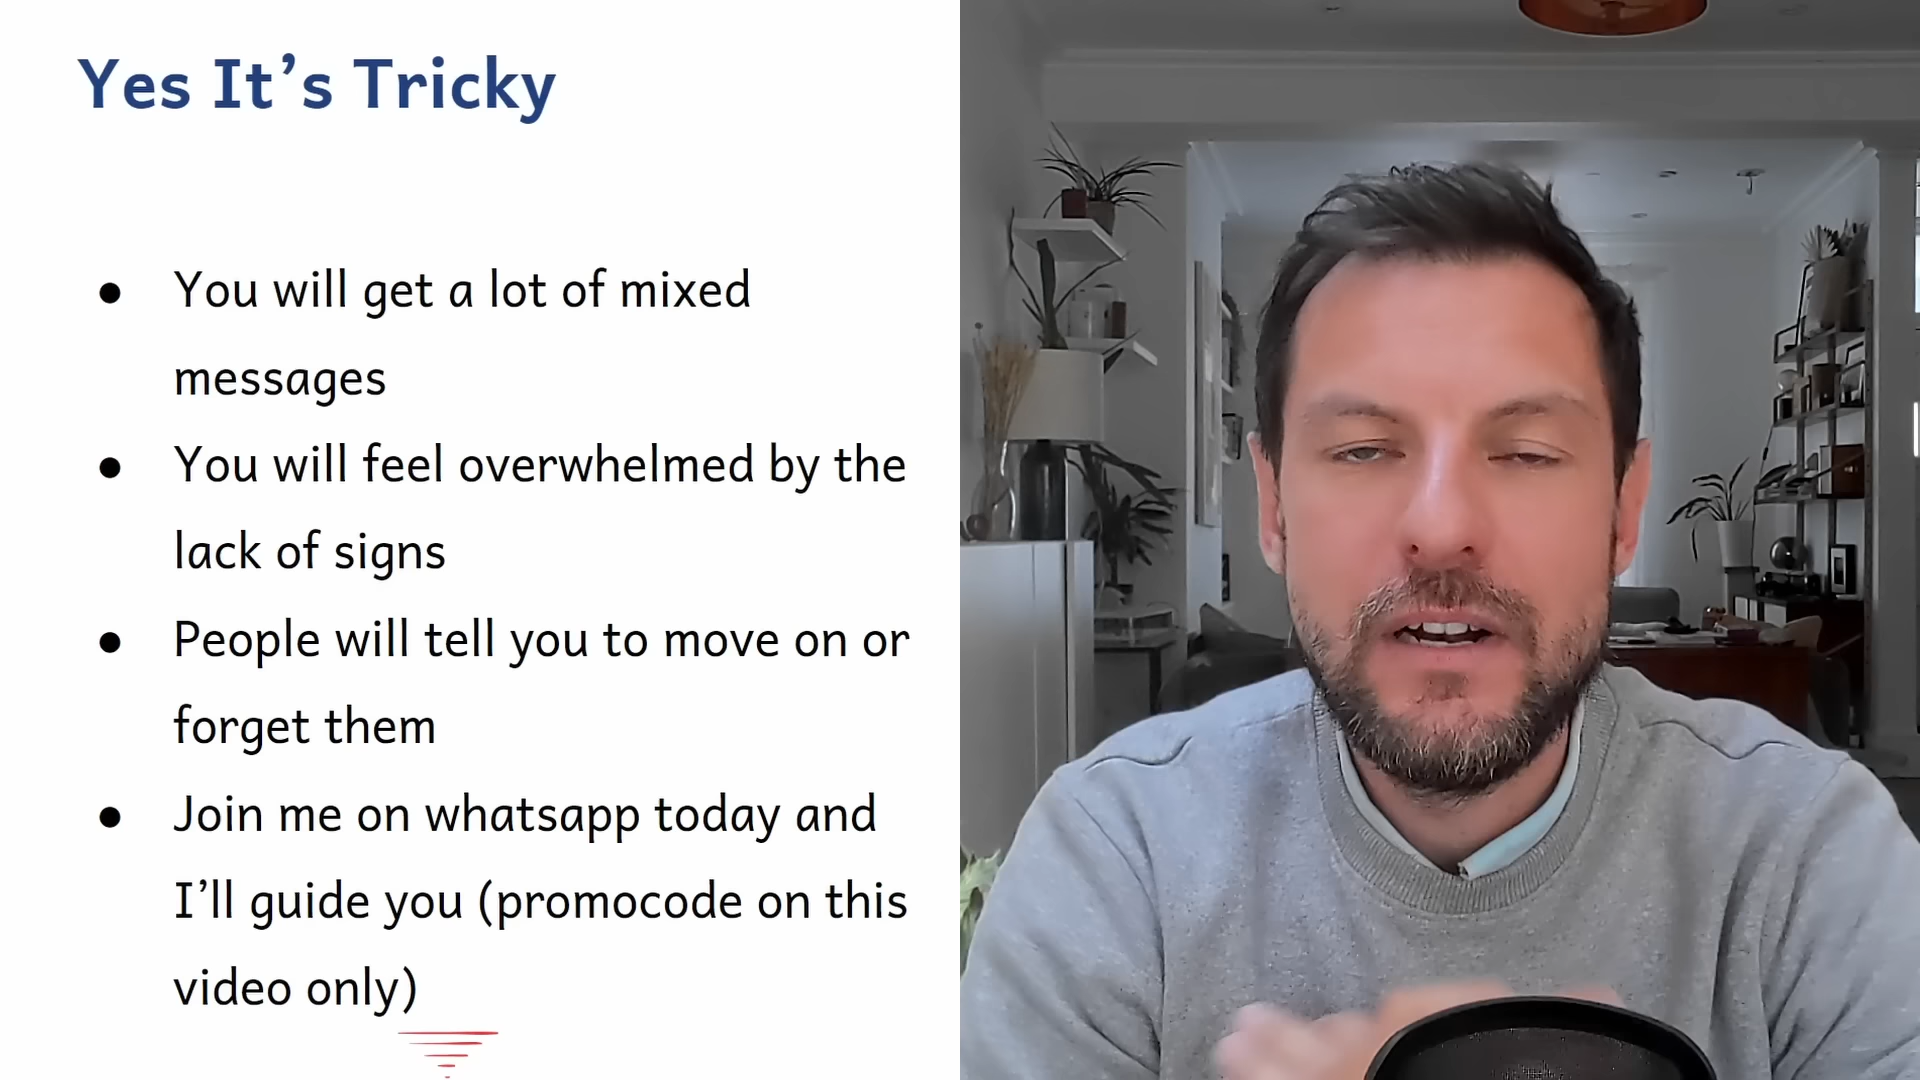 Yes It’s Tricky
● You will get a lot of mixed
messages
● You will feel overwhelmed by the
lack of signs
● People will tell you to move on or
forget them
● Join me on whatsapp today and
I’ll guide you (promocode on this
video only)